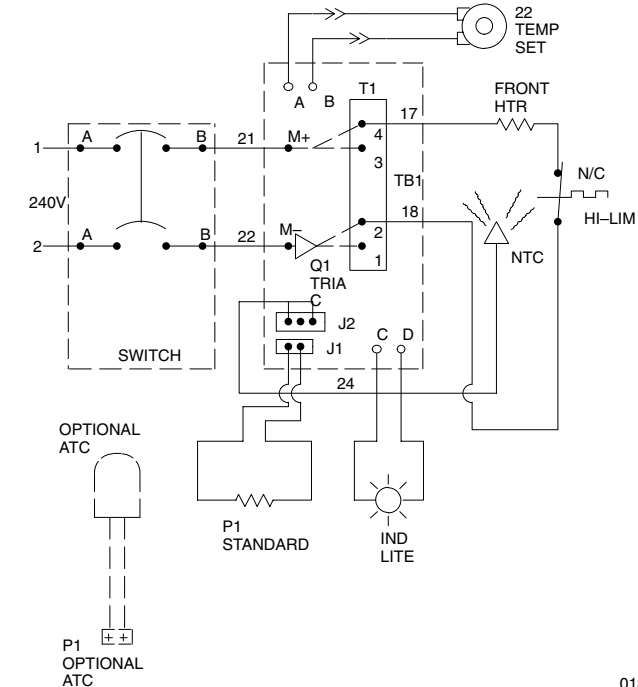 22
TEMP
SET
A B
T1
FRONT
HTR
17
1 A B 21 M+
4
3
N/C
TB1
240V
HI–LIM
18
2 A B 22 M–
2
1
NTC
Q1
TRIA
C
J2
J1
C D
SWITCH
24
OPTIONAL
ATC
P1
STANDARD
IND
LITE
+ +
P1
OPTIONAL
ATC
01